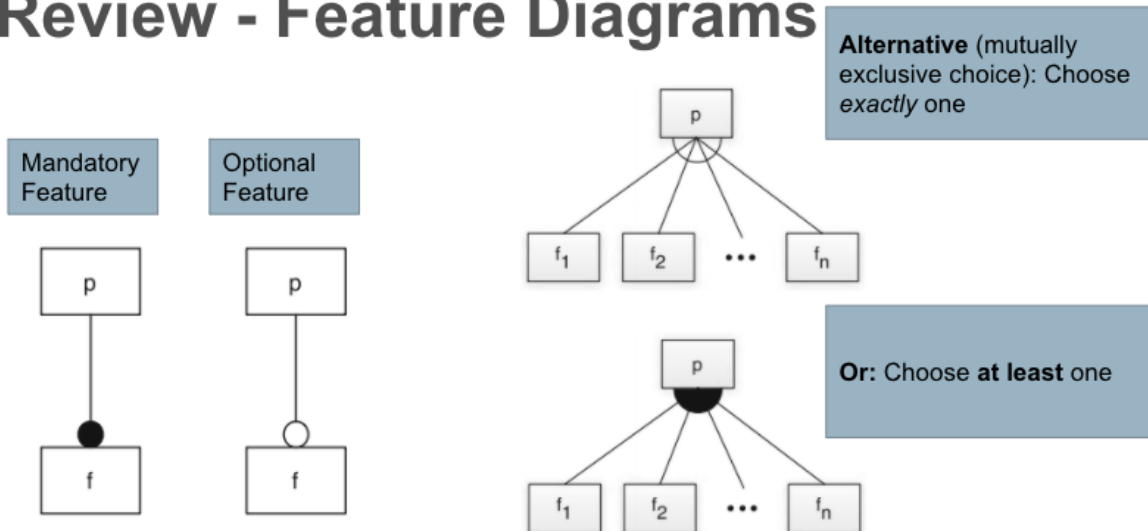 Review - Feature Diagrams
Alternative (mutually
exclusive choice): Choose
exactly one
Mandatory
Feature
Optional
Feature
p
f
p
f
p
f1
f2
•••
fn
Or: Choose at least one
p
f1
f2
•••
fn